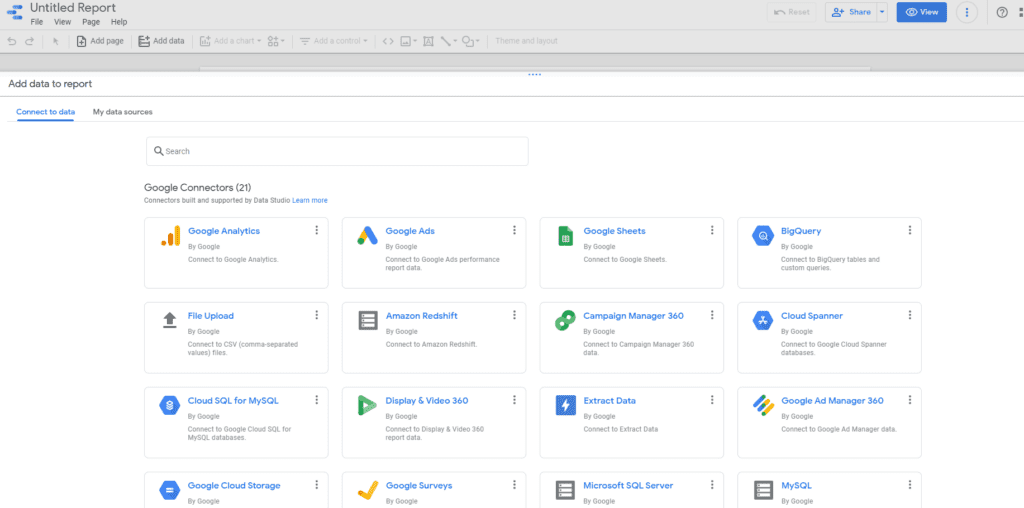 Untitled Report
File View Page Help
Reset Share View
Add page Add data Add a chart Add a control Theme and layout
Add data to report
Connect to data My data sources
Search
Google Connectors (21)
Connectors built and supported by Data Studio Learn more
Google Analytics
By Google
Connect to Google Analytics.
Google Ads
By Google
Connect to Google Ads performance
report data.
Google Sheets
By Google
Connect to Google Sheets.
BigQuery
By Google
Connect to BigQuery tables and
custom queries.
File Upload
By Google
Connect to CSV (comma-separated
values) files.
Amazon Redshift
By Google
Connect to Amazon Redshift.
Campaign Manager 360
By Google
Connect to Campaign Manager 360
data.
Cloud Spanner
By Google
Connect to Google Cloud Spanner
databases.
Cloud SQL for MySQL
By Google
Connect to Google Cloud SQL for
MySQL databases.
Display & Video 360
By Google
Connect to Display & Video 360
report data.
Extract Data
By Google
Connect to Extract Data
Google Ad Manager 360
By Google
Connect to Google Ad Manager data.
Google Cloud Storage
By Google
Google Surveys
By Google
Microsoft SQL Server
By Google
MySQL
By Google